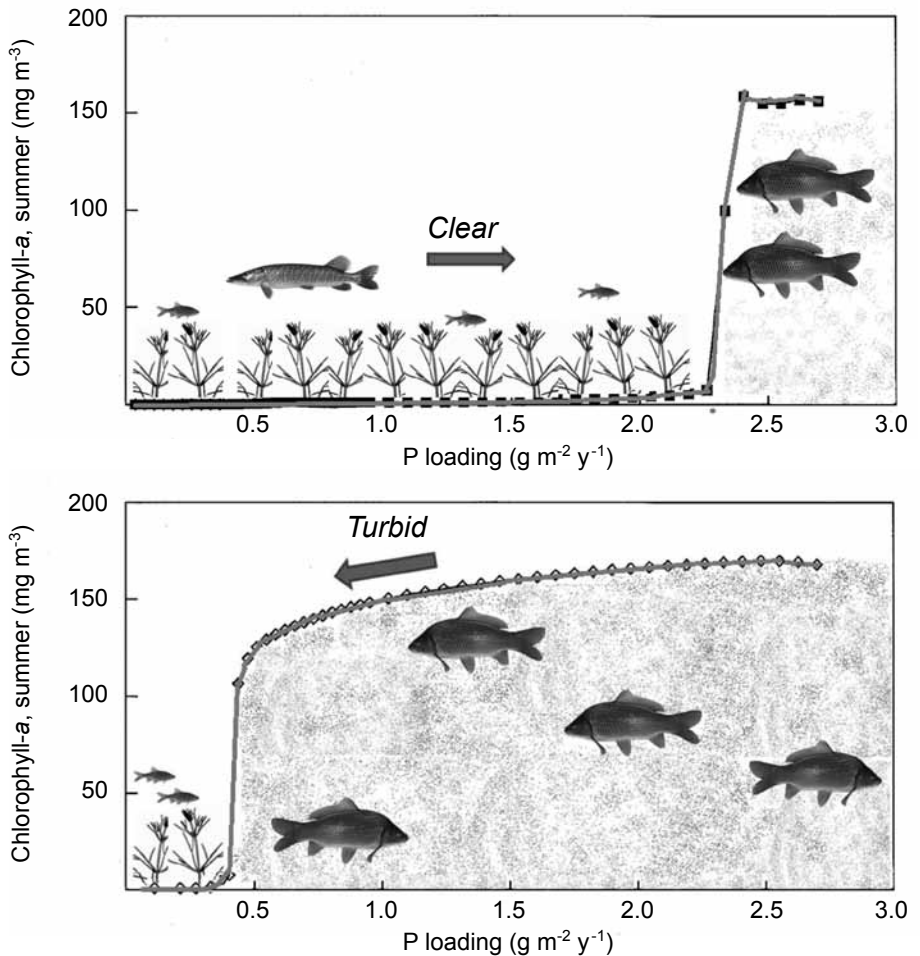 Chlorophyll-a, summer (mg m-3)
200
150
100
50
Clear
0.5 1.0 1.5 2.0 2.5 3.0
P loading (g m-2 y-1)
Chlorophyll-a, summer (mg m-3)
200
150
100
50
Turbid
0.5 1.0 1.5 2.0 2.5 3.0
P loading (g m-2 y-1)